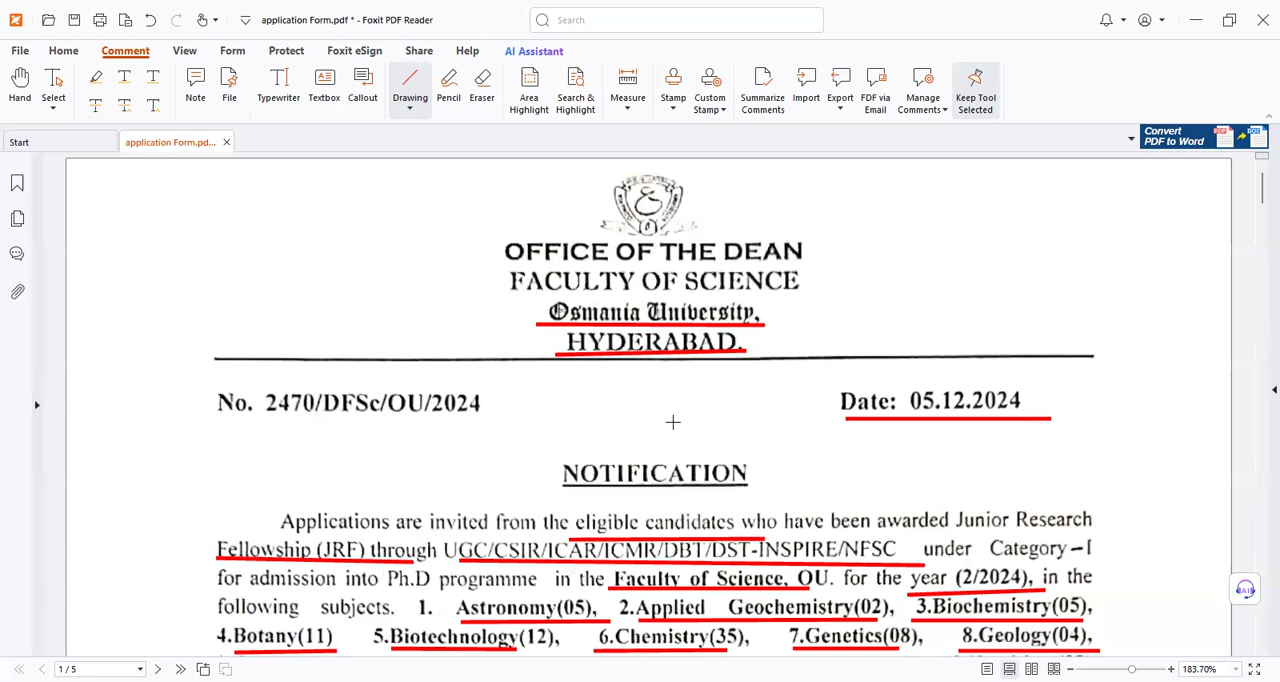 application Form.pdf * - Foxit PDF Reader
Search
File Home Comment View Form Protect Foxit eSign Share Help AI Assistant
Hand Select Note File Typewriter Textbox Callout Drawing Pencil Eraser Area Highlight Search & Highlight Measure Stamp Custom Stamp Summarize Comments Import Export FDF via Email Manage Comments Keep Tool Selected
Start
application Form.pd...
Convert
PDF to Word
OFFICE OF THE DEAN
FACULTY OF SCIENCE
Osmania University,
HYDERABAD.
No. 2470/DFSc/OU/2024
Date: 05.12.2024
NOTIFICATION
Applications are invited from the eligible candidates who have been awarded Junior Research
Fellowship (JRF) through UGC/CSIR/ICAR/ICMR/DBT/DST-INSPIRE/NFSC under Category–I
for admission into Ph.D programme in the Faculty of Science, OU. for the year (2/2024), in the
following subjects. 1. Astronomy(05), 2.Applied Geochemistry(02), 3.Biochemistry(05),
4.Botany(11) 5.Biotechnology(12), 6.Chemistry(35), 7.Genetics(08), 8.Geology(04),
1 / 5
183.70%